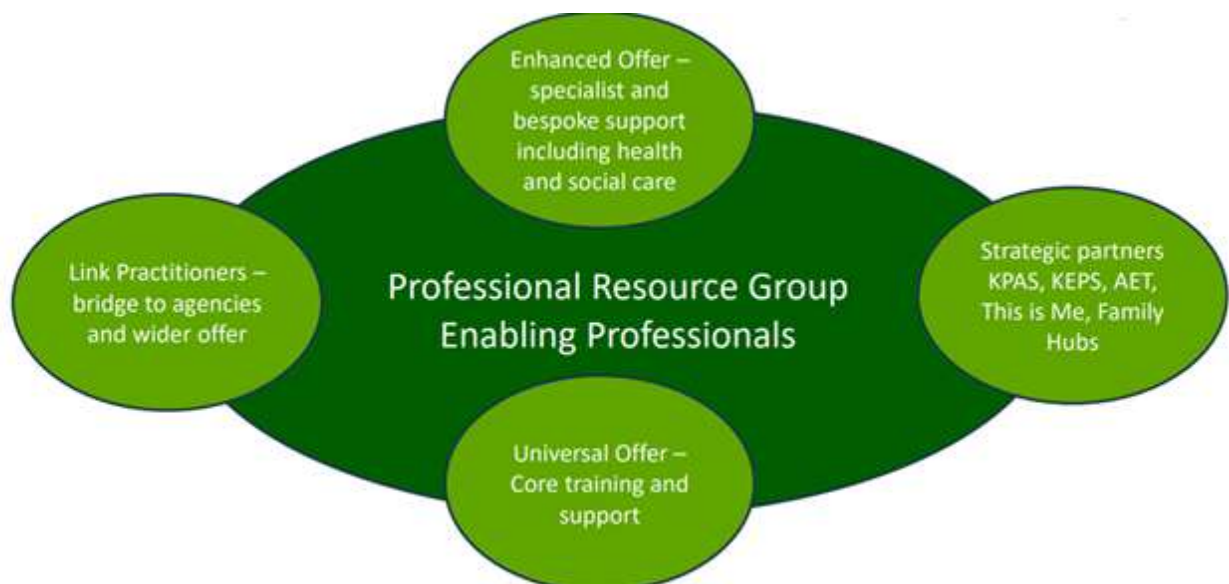 Enhanced Offer –
specialist and
bespoke support
including health
and social care
Link Practitioners –
bridge to agencies
and wider offer
Professional Resource Group
Enabling Professionals
Strategic partners
KPAS, KEPS, AET,
This is Me, Family
Hubs
Universal Offer –
Core training and
support